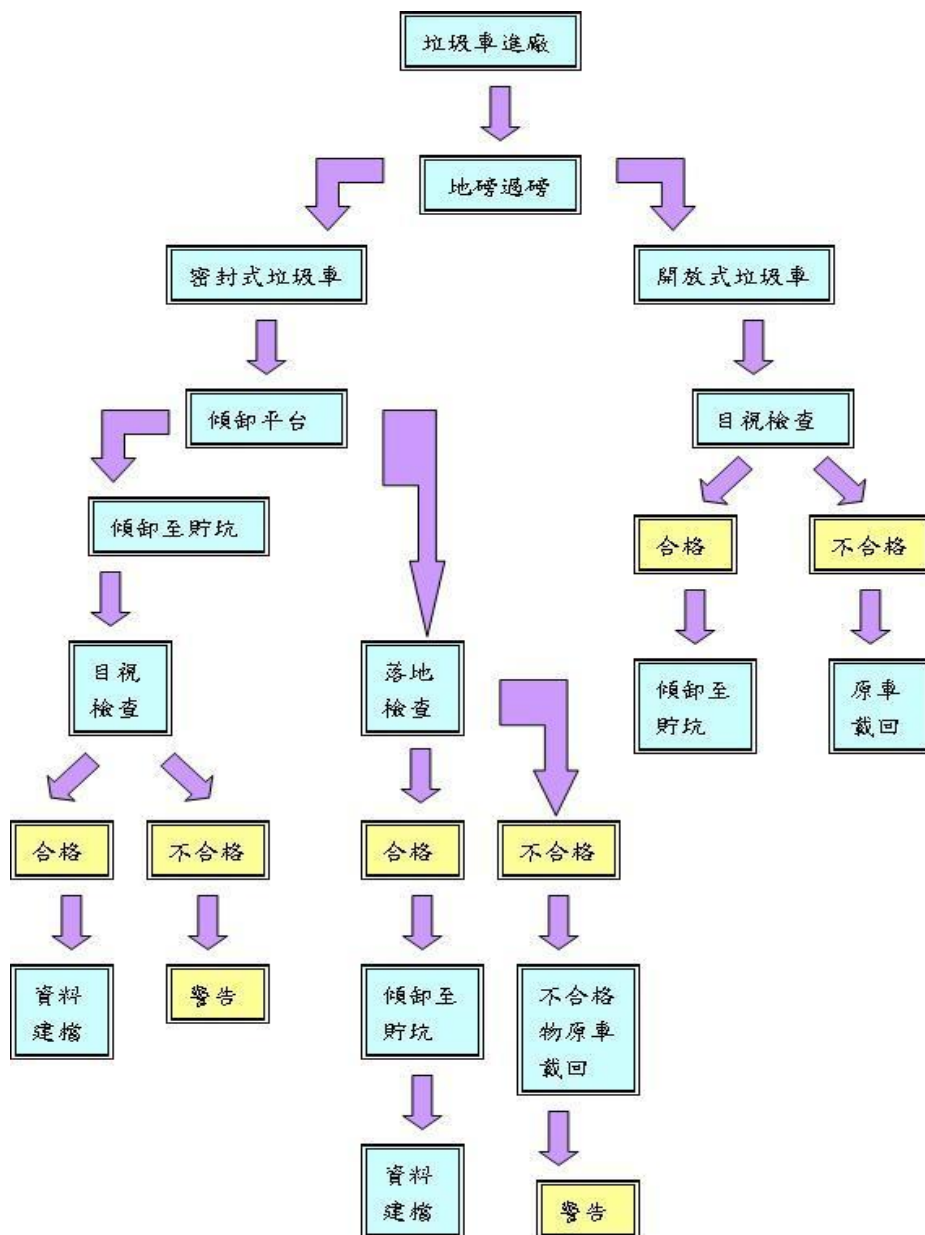 垃圾車進廠
地磅過磅
密封式垃圾車
開放式垃圾車
傾卸平台
目視檢查
傾卸至貯坑
合格
不合格
目視
檢查
落地
檢查
傾卸至
貯坑
原車
載回
合格
不合格
合格
不合格
資料
建檔
警告
傾卸至
貯坑
不合格
物原車
載回
資料
建檔
警告